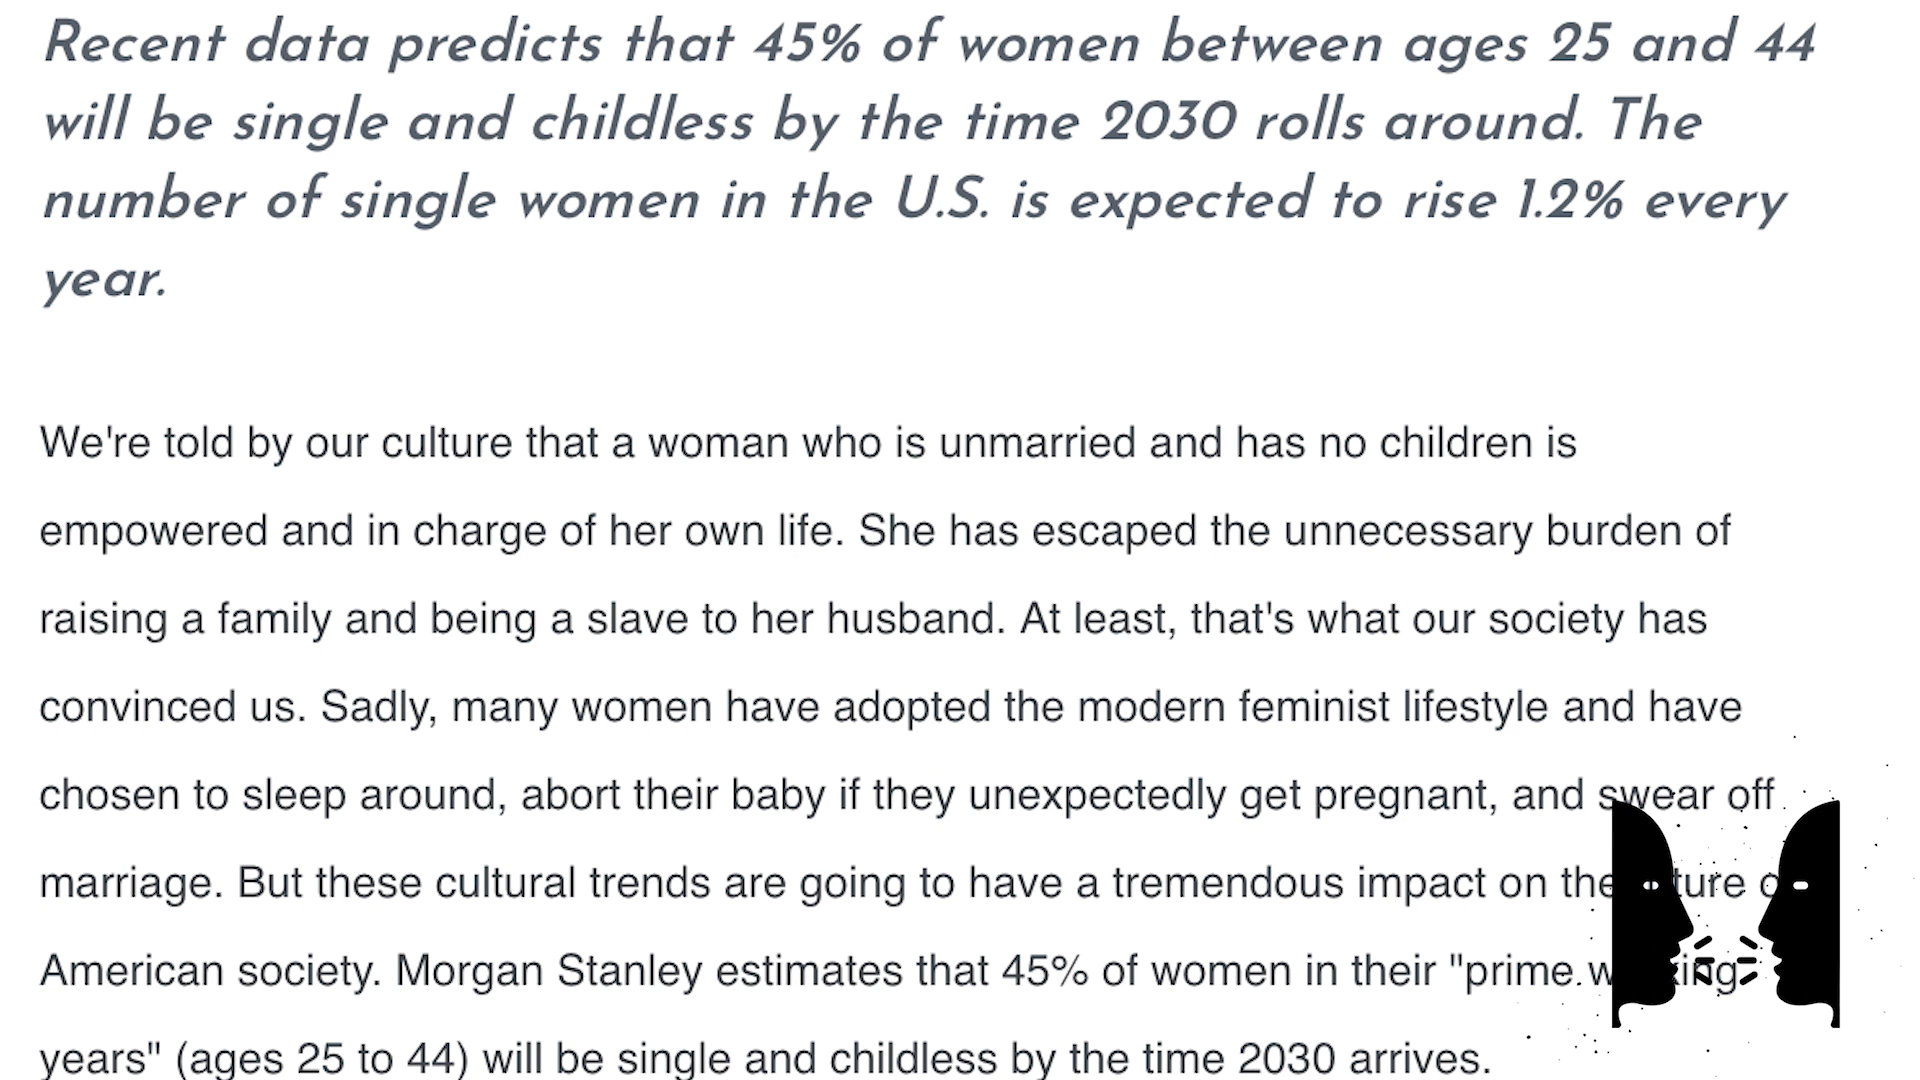 Recent data predicts that 45% of women between ages 25 and 44
will be single and childless by the time 2030 rolls around. The
number of single women in the U.S. is expected to rise 1.2% every
year.
We're told by our culture that a woman who is unmarried and has no children is
empowered and in charge of her own life. She has escaped the unnecessary burden of
raising a family and being a slave to her husband. At least, that's what our society has
convinced us. Sadly, many women have adopted the modern feminist lifestyle and have
chosen to sleep around, abort their baby if they unexpectedly get pregnant, and swear off
marriage. But these cultural trends are going to have a tremendous impact on the
American society. Morgan Stanley estimates that 45% of women in their "prime
years" (ages 25 to 44) will be single and childless by the time 2030 arrives.